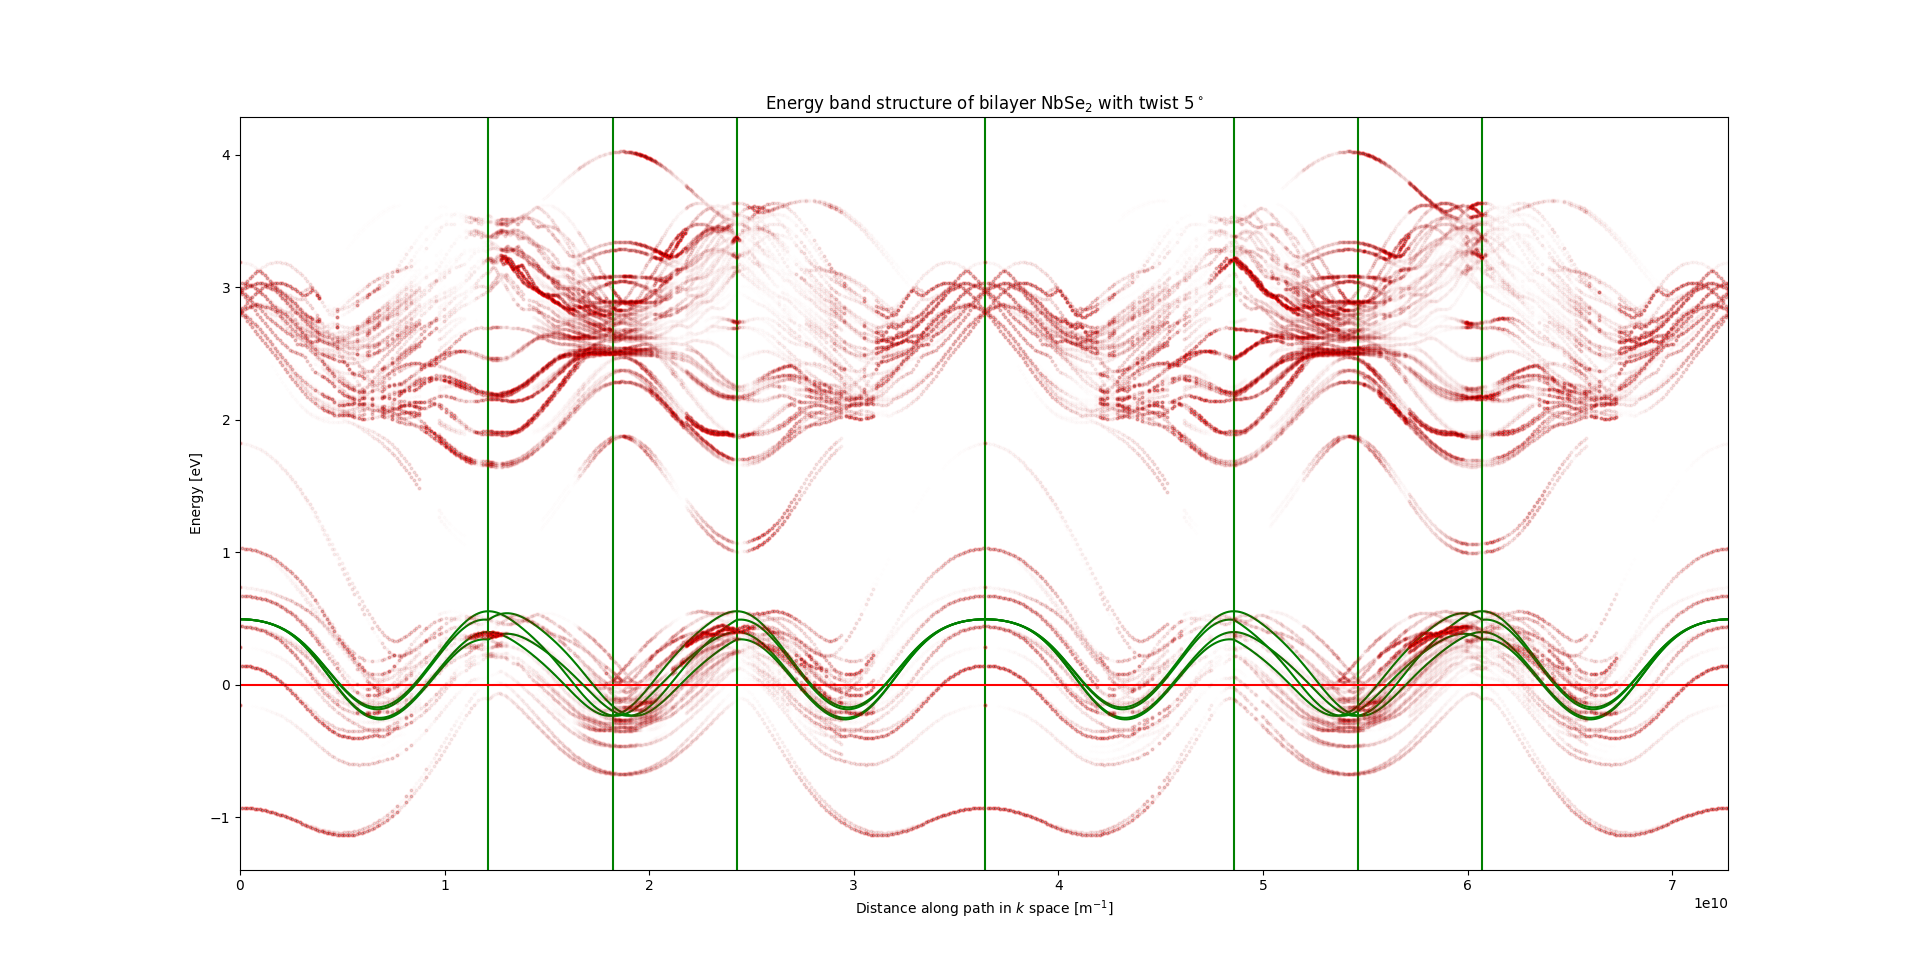 Energy band structure of bilayer NbSe₂ with twist 5°
Energy [eV]
4
3
2
1
0
−1
0 1 2 3 4 5 6 7
1e10
Distance along path in k space [m⁻¹]